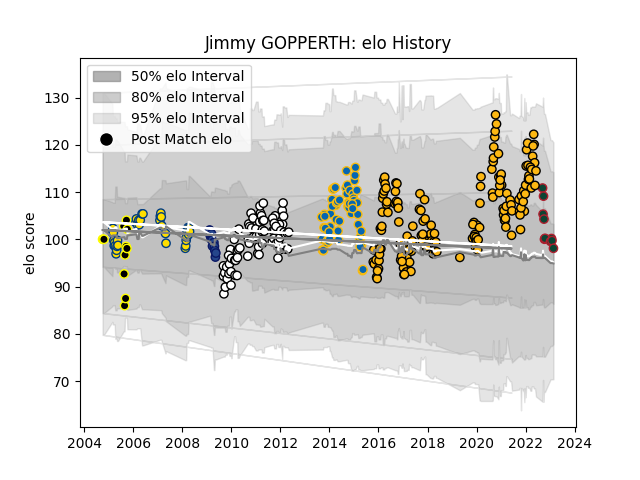 Jimmy GOPPERTH: elo History
50% elo Interval
80% elo Interval
95% elo Interval
Post Match elo
elo score
130
120
110
100
90
80
70
2004 2006 2008 2010 2012 2014 2016 2018 2020 2022 2024